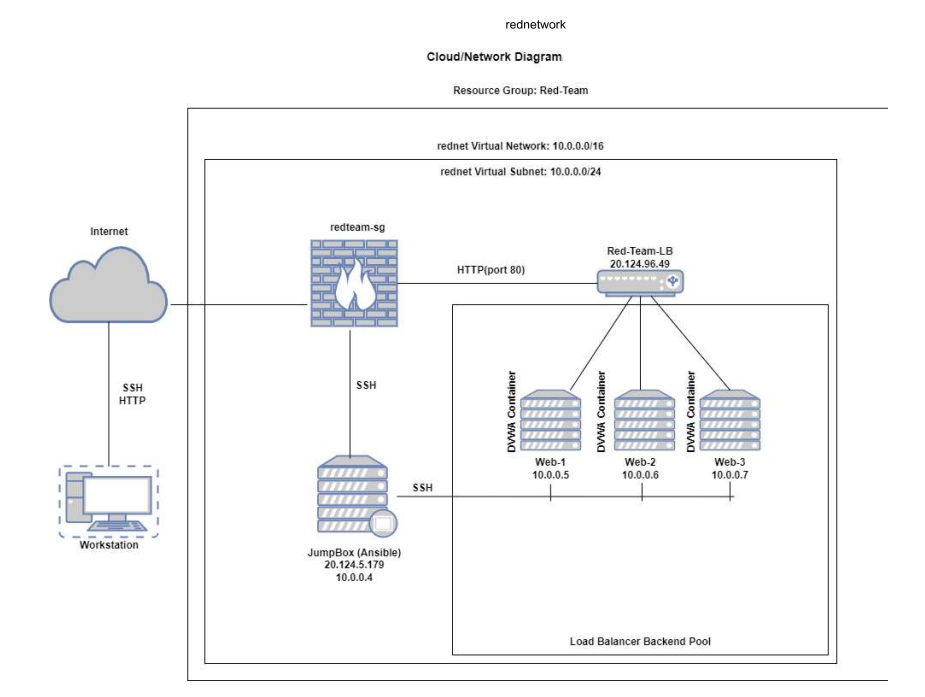 rednetwork
Cloud/Network Diagram
Resource Group: Red-Team
rednet Virtual Network: 10.0.0.0/16
rednet Virtual Subnet: 10.0.0.0/24
Internet
redteam-sg
Red-Team-LB
20.124.96.49
HTTP(port 80)
SSH
HTTP
SSH
DVWA Container
DVWA Container
DVWA Container
Web-1
10.0.0.5
Web-2
10.0.0.6
Web-3
10.0.0.7
SSH
Workstation
JumpBox (Ansible)
20.124.5.179
10.0.0.4
Load Balancer Backend Pool